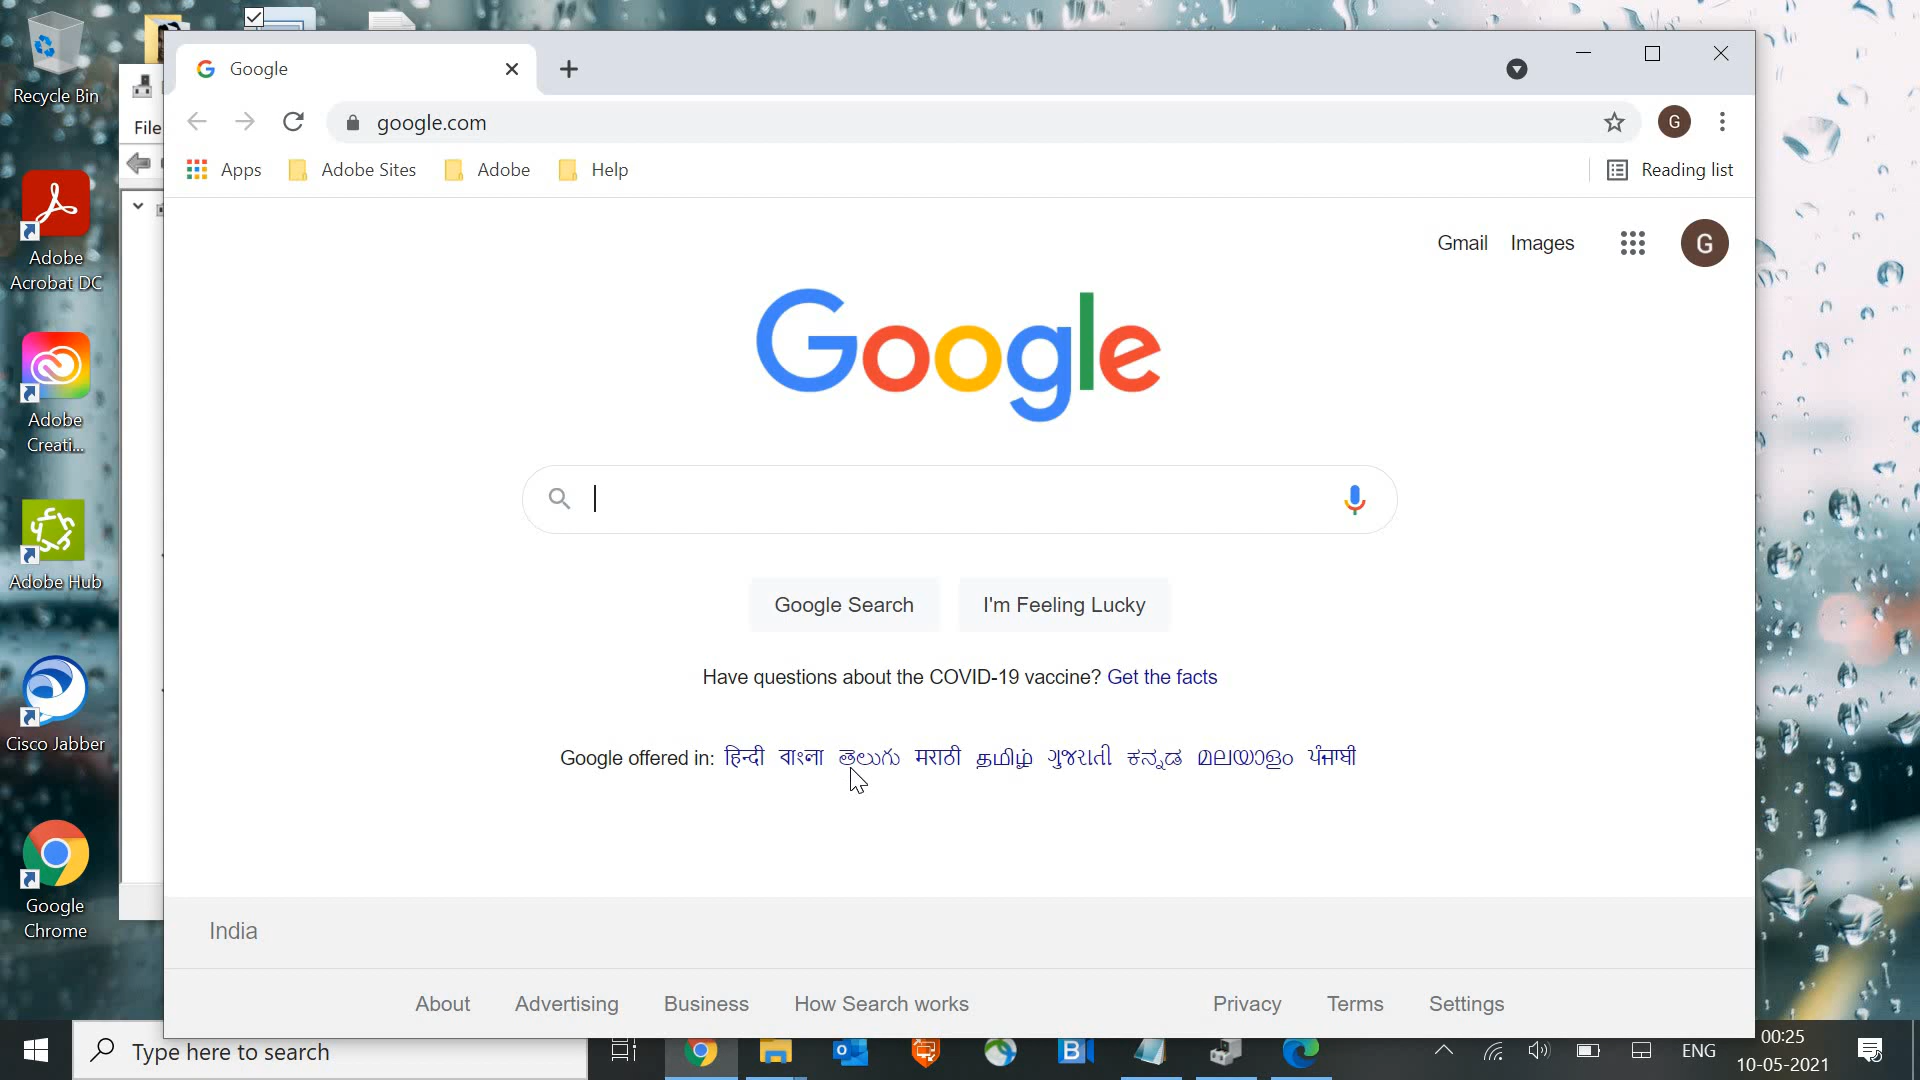 Recycle Bin
Google
File
google.com
G
Apps
Adobe Sites
Adobe
Help
Reading list
Gmail
Images
G
Adobe
Acrobat DC
Google
Adobe
Creati...
Google Search
I'm Feeling Lucky
Adobe Hub
Have questions about the COVID-19 vaccine? Get the facts
Google offered in: हिन्दी বাংলা తెలుగు मराठी தமிழ் ગુજરાતી ಕನ್ನಡ മലയാളം ਪੰਜਾਬੀ
Cisco Jabber
Google
Chrome
India
About
Advertising
Business
How Search works
Privacy
Terms
Settings
Type here to search
ENG
00:25
10-05-2021